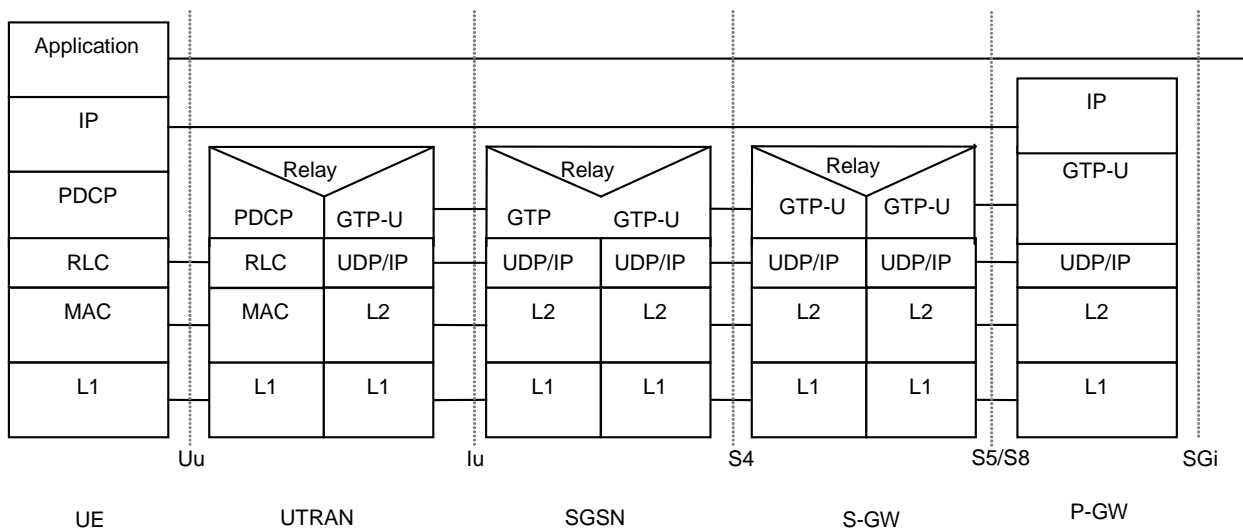 Application
IP
IP
Relay
Relay
Relay
GTP-U
PDCP
PDCP
GTP-U
GTP
GTP-U
GTP-U
GTP-U
RLC
RLC
UDP/IP
UDP/IP
UDP/IP
UDP/IP
UDP/IP
UDP/IP
MAC
MAC
L2
L2
L2
L2
L2
L2
L1
L1
L1
L1
L1
L1
L1
L1
Uu
Iu
S4
S5/S8
SGi
UE
UTRAN
SGSN
S-GW
P-GW